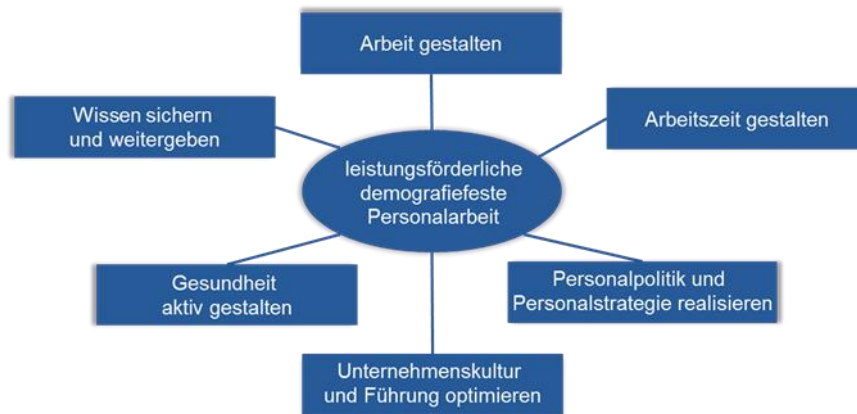 Arbeit gestalten
Wissen sichern
und weitergeben
Arbeitszeit gestalten
leistungsförderliche
demografiefeste
Personalarbeit
Gesundheit
aktiv gestalten
Personalpolitik und
Personalstrategie realisieren
Unternehmenskultur
und Führung optimieren